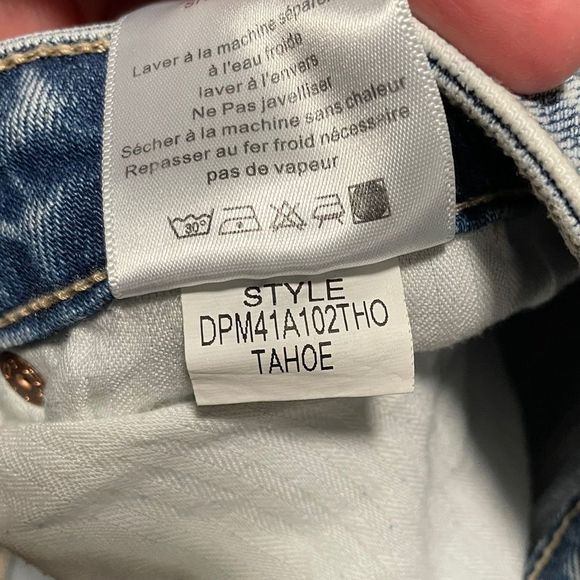 Laver à la machine séparé
à l'eau froide
laver à l'envers
Ne Pas javelliser
Sécher à la machine sans chaleur
Repasser au fer froid nécessaire
pas de vapeur
30°
STYLE
DPM41A102THO
TAHOE